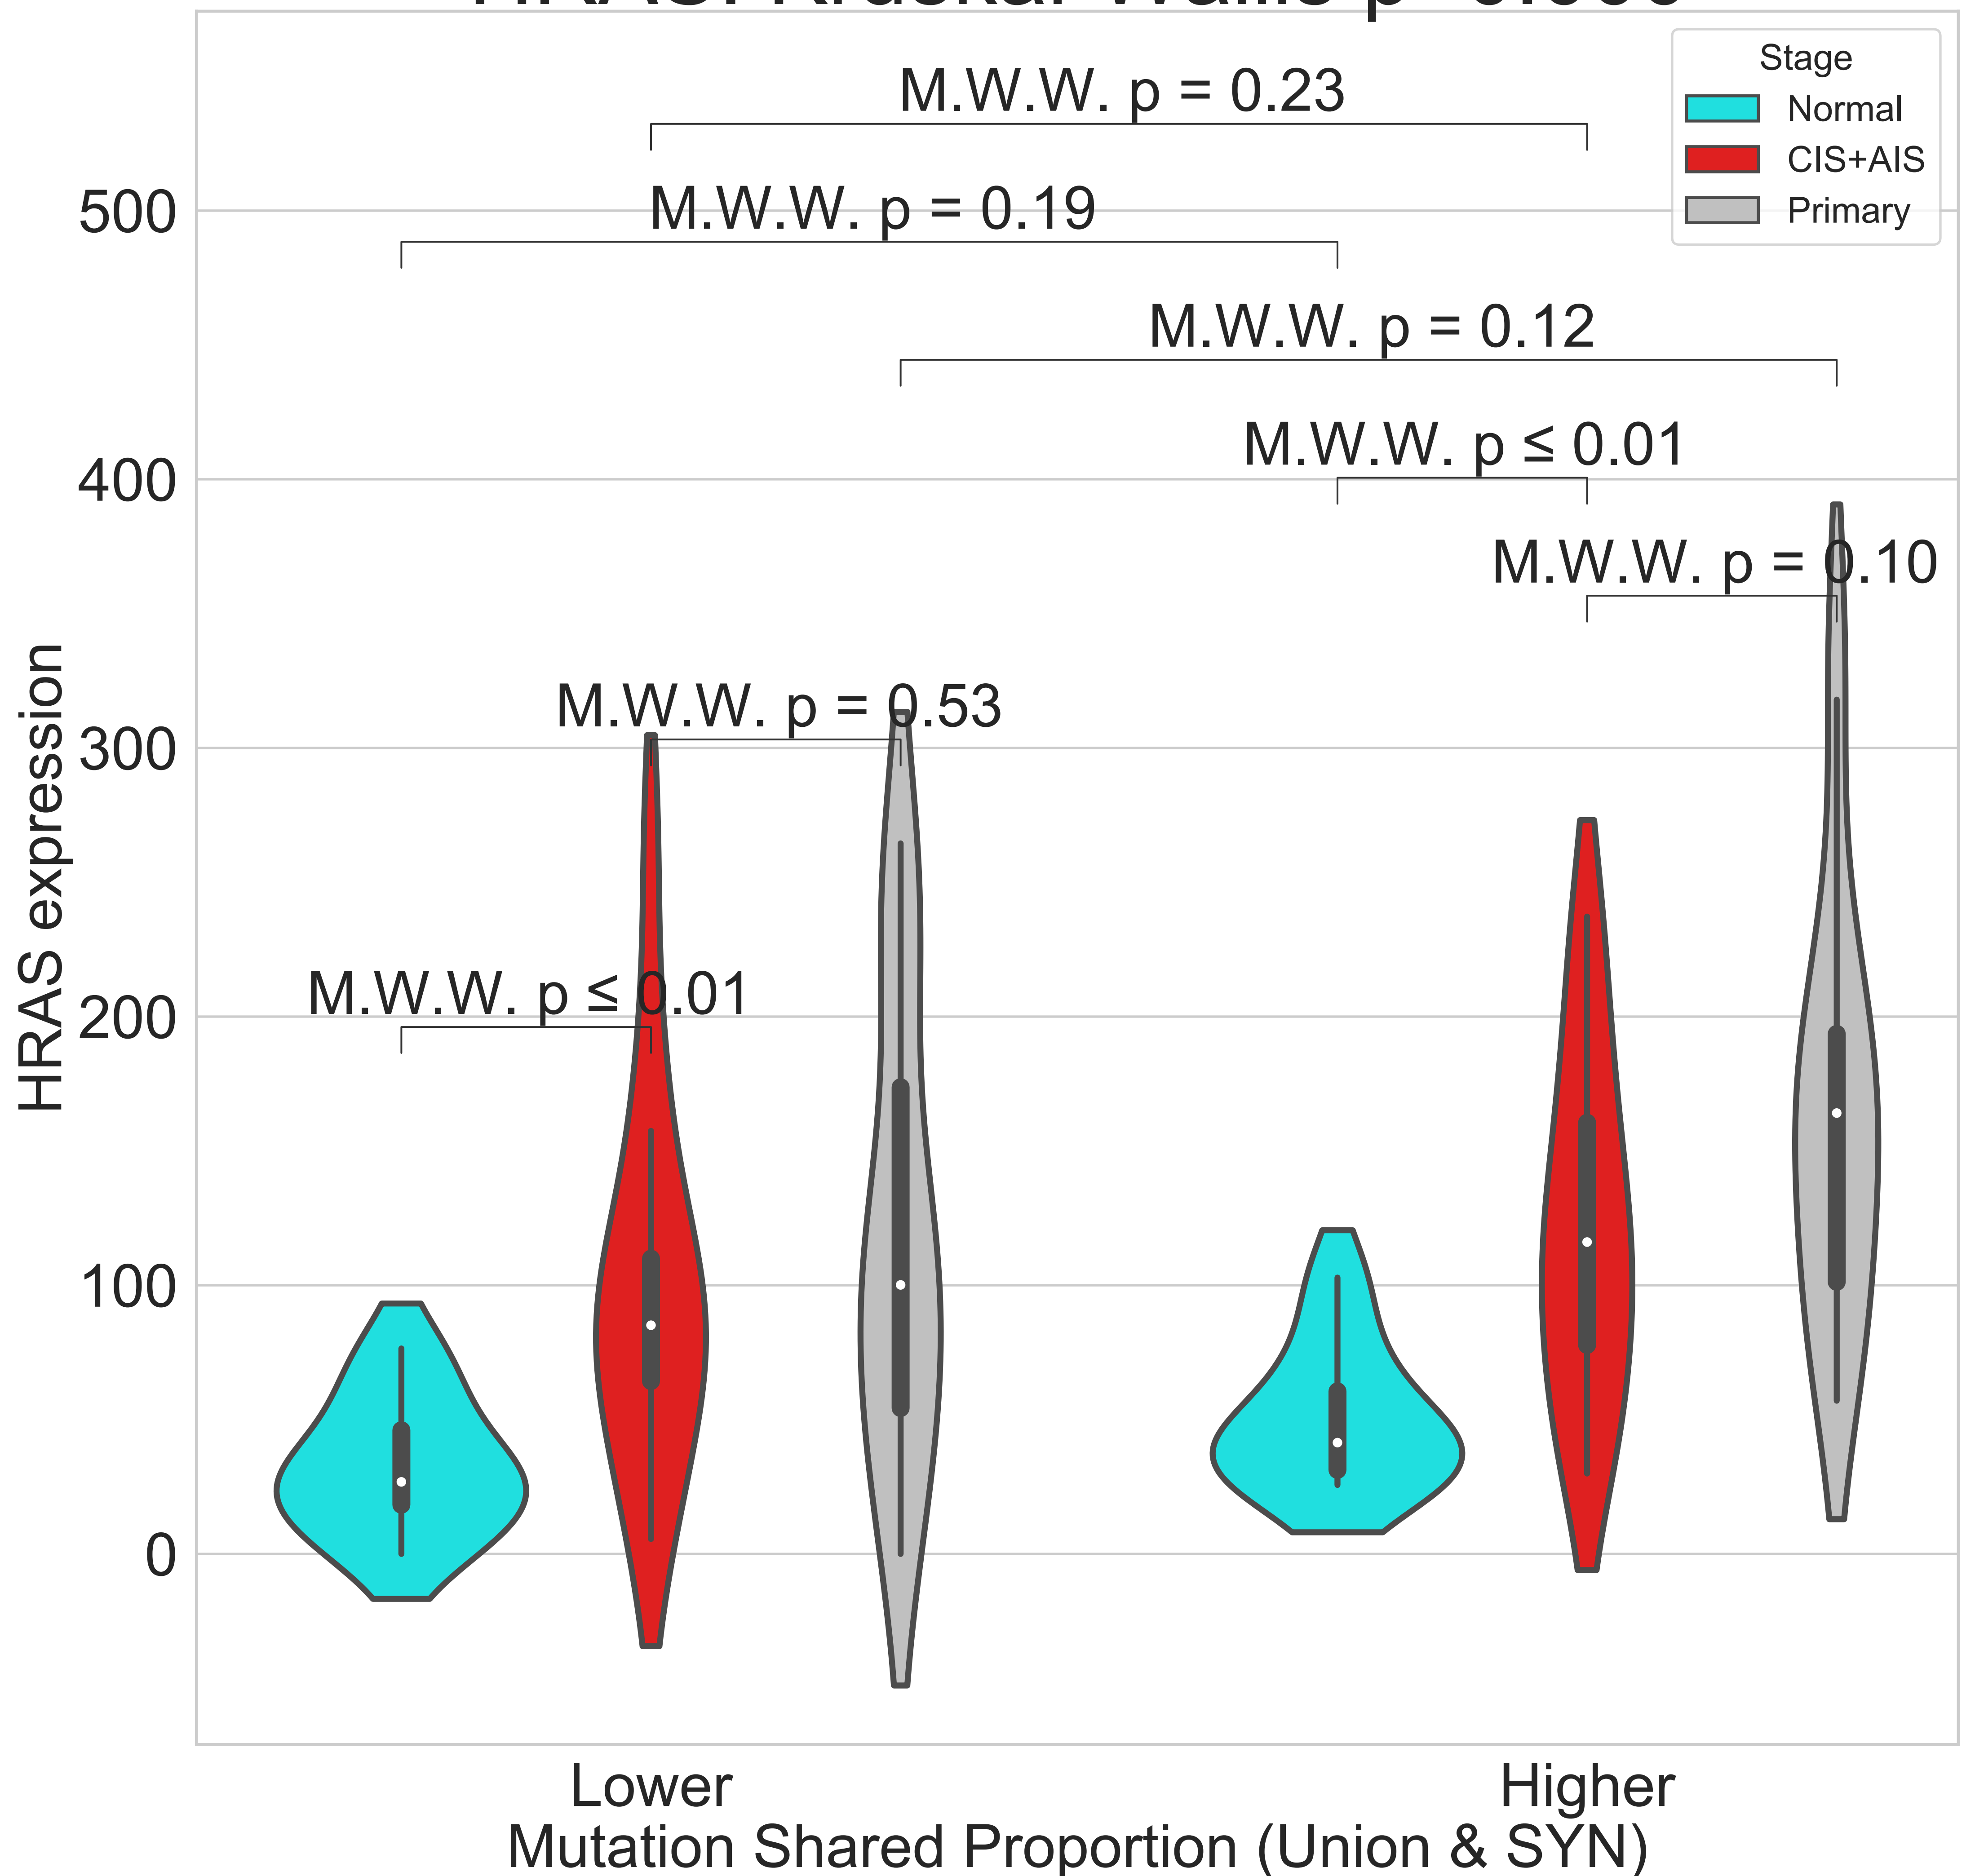 Stage
Normal
CIS+AIS
Primary
M.W.W. p = 0.23
M.W.W. p = 0.19
M.W.W. p = 0.12
M.W.W. p ≤ 0.01
M.W.W. p = 0.10
M.W.W. p = 0.53
M.W.W. p ≤ 0.01
500
400
300
200
100
0
HRAS expression
Lower
Higher
Mutation Shared Proportion (Union & SYN)